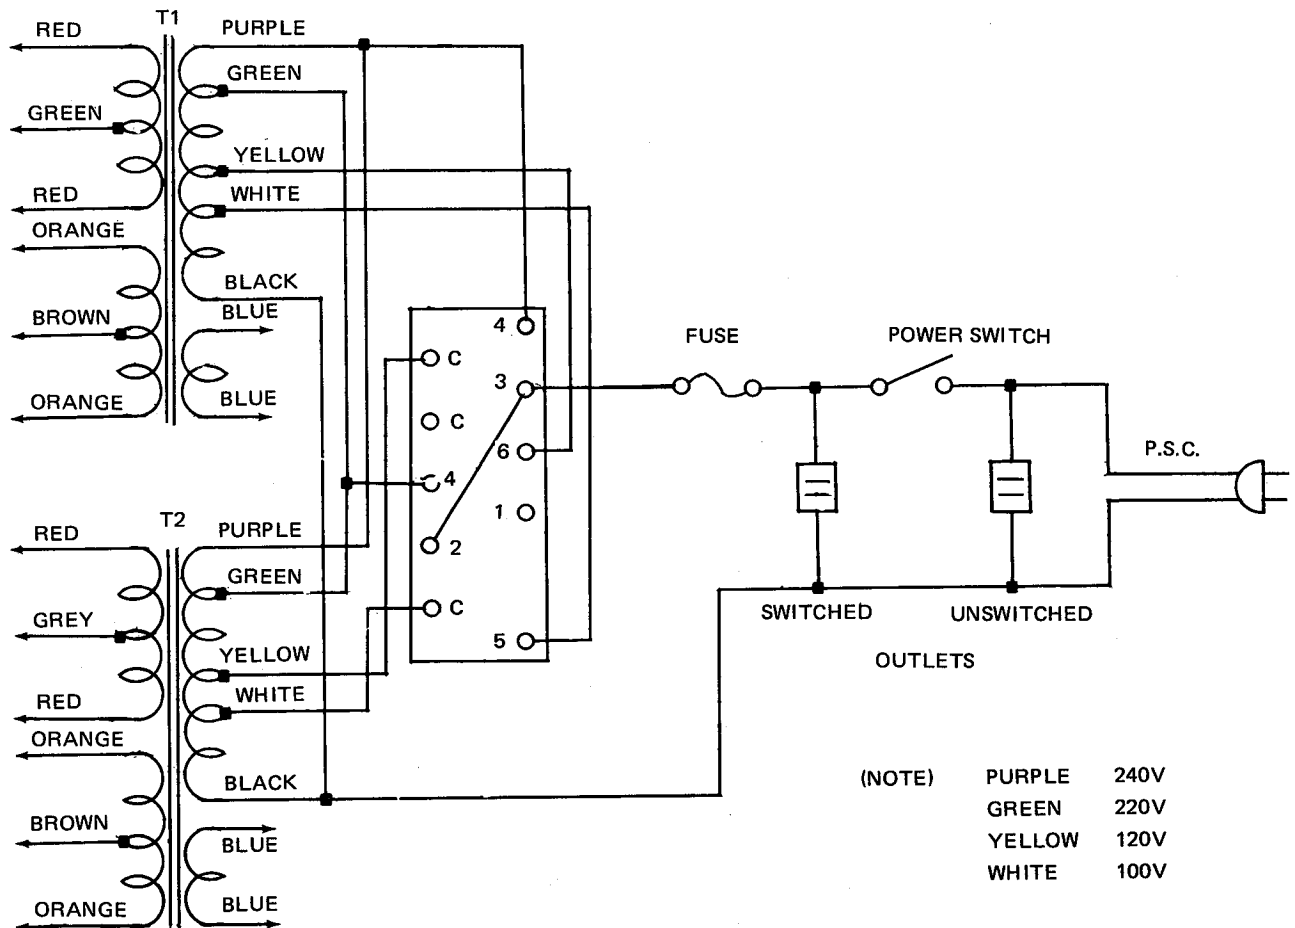 T1
RED
PURPLE
GREEN
GREEN
YELLOW
RED
WHITE
ORANGE
BLACK
BLUE
BROWN
ORANGE
BLUE
4
C
3
C
6
4
1
2
C
5
FUSE
POWER SWITCH
P.S.C.
SWITCHED
UNSWITCHED
OUTLETS
T2
RED
PURPLE
GREEN
GREY
YELLOW
RED
WHITE
ORANGE
BLACK
BROWN
BLUE
ORANGE
BLUE
(NOTE) PURPLE 240V
GREEN 220V
YELLOW 120V
WHITE 100V